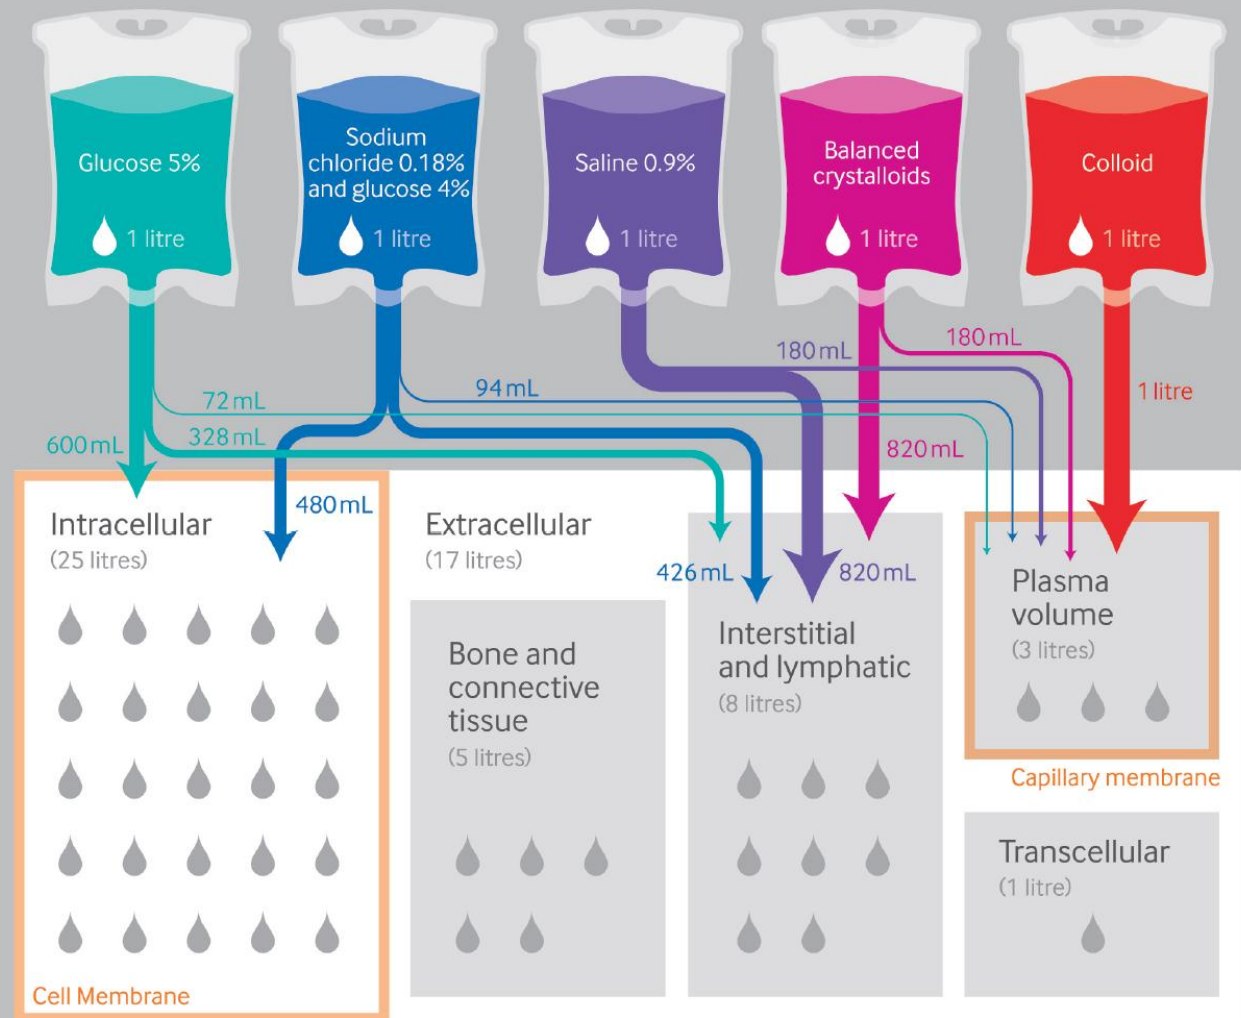 Glucose 5%
1 litre
Sodium
chloride 0.18%
and glucose 4%
1 litre
Saline 0.9%
1 litre
Balanced
crystalloids
1 litre
Colloid
1 litre
180 mL
180 mL
72 mL
94 mL
1 litre
600 mL
328 mL
820 mL
480 mL
426 mL
820 mL
Intracellular
(25 litres)
Cell Membrane
Extracellular
(17 litres)
Bone and
connective
tissue
(5 litres)
Interstitial
and lymphatic
(8 litres)
Plasma
volume
(3 litres)
Capillary membrane
Transcellular
(1 litre)